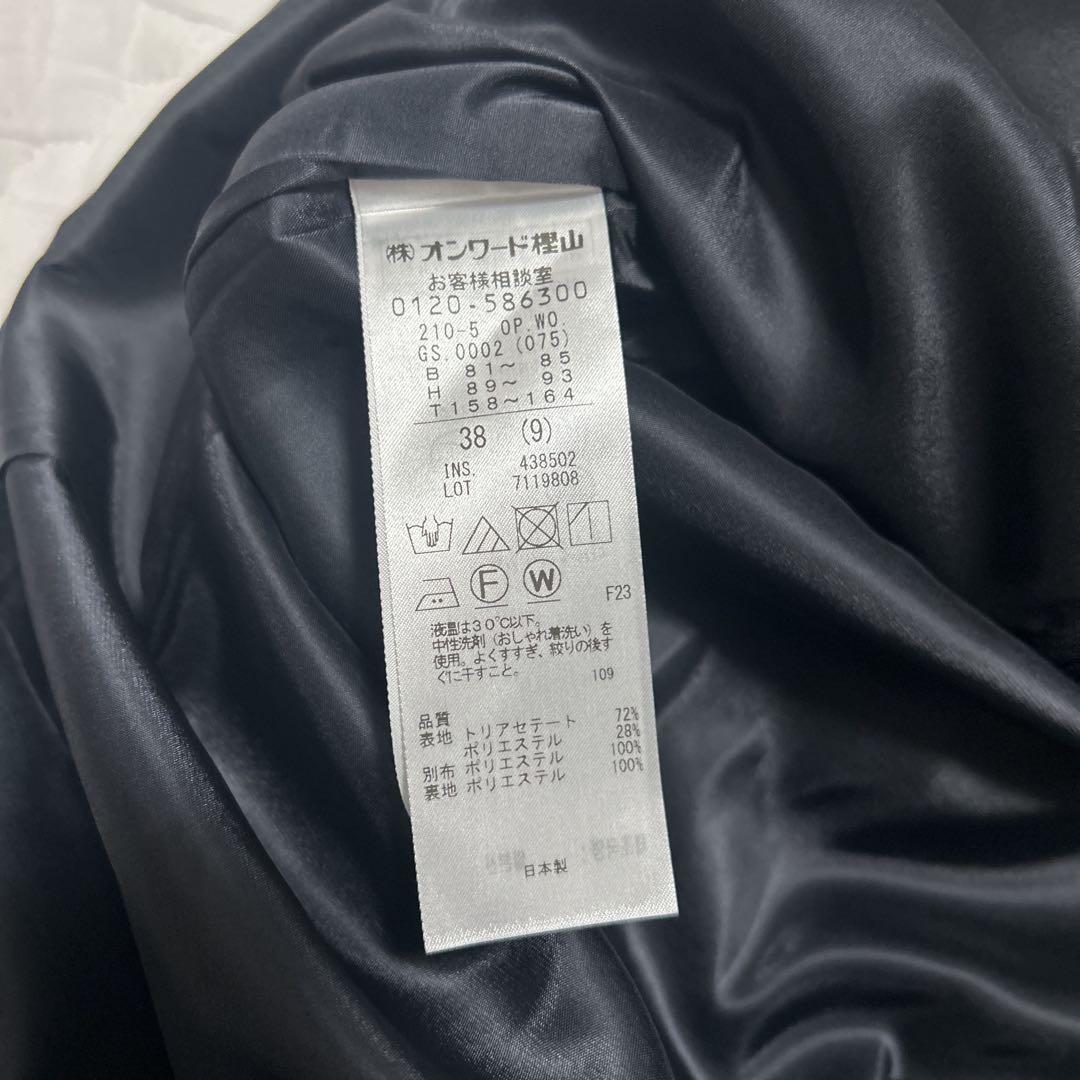 ㈱オンワード樫山
お客様相談室
0120-586300
210-5 OP.WO.
GS.0002 (075)
B 81～ 85
H 89～ 93
T158～164
38 (9)
INS. 438502
LOT 7119808
F W F23
液温は30℃以下。
中性洗剤（おしゃれ着洗い）を
使用。よくすすぎ、絞りの後す
ぐに干すこと。 109
品質
表地 トリアセテート 72%
ポリエステル 28%
別布 ポリエステル 100%
裏地 ポリエステル 100%
日本製